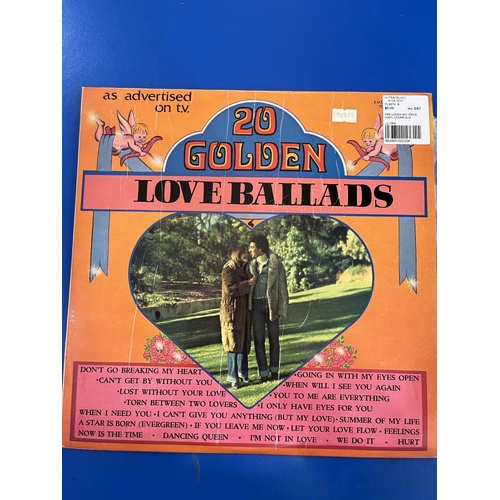 as advertised
on t.v.
20
GOLDEN
LOVE BALLADS
DON'T GO BREAKING MY HEART
•GOING IN WITH MY EYES OPEN
•CAN'T GET BY WITHOUT YOU
•WHEN WILL I SEE YOU AGAIN
•LOST WITHOUT YOUR LOVE
•YOU TO ME ARE EVERYTHING
•TORN BETWEEN TWO LOVERS
•I ONLY HAVE EYES FOR YOU
WHEN I NEED YOU •I CAN'T GIVE YOU ANYTHING (BUT MY LOVE) •SUMMER OF MY LIFE
A STAR IS BORN (EVERGREEN) •IF YOU LEAVE ME NOW •LET YOUR LOVE FLOW •FEELINGS
NOW IS THE TIME • DANCING QUEEN • I'M NOT IN LOVE • WE DO IT • HURT